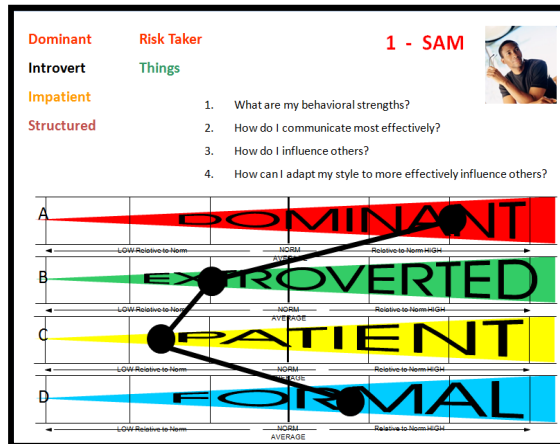 Dominant Risk Taker
1 - SAM
Introvert Things
Impatient
Structured
1. What are my behavioral strengths?
2. How do I communicate most effectively?
3. How do I influence others?
4. How can I adapt my style to more effectively influence others?
A DOMINANT
LOW Relative to Norm NORM AVERAGE Relative to Norm HIGH
B EXTROVERTED
LOW Relative to Norm NORM AVERAGE Relative to Norm HIGH
C PATIENT
LOW Relative to Norm NORM AVERAGE Relative to Norm HIGH
D FORMAL
LOW Relative to Norm NORM AVERAGE Relative to Norm HIGH